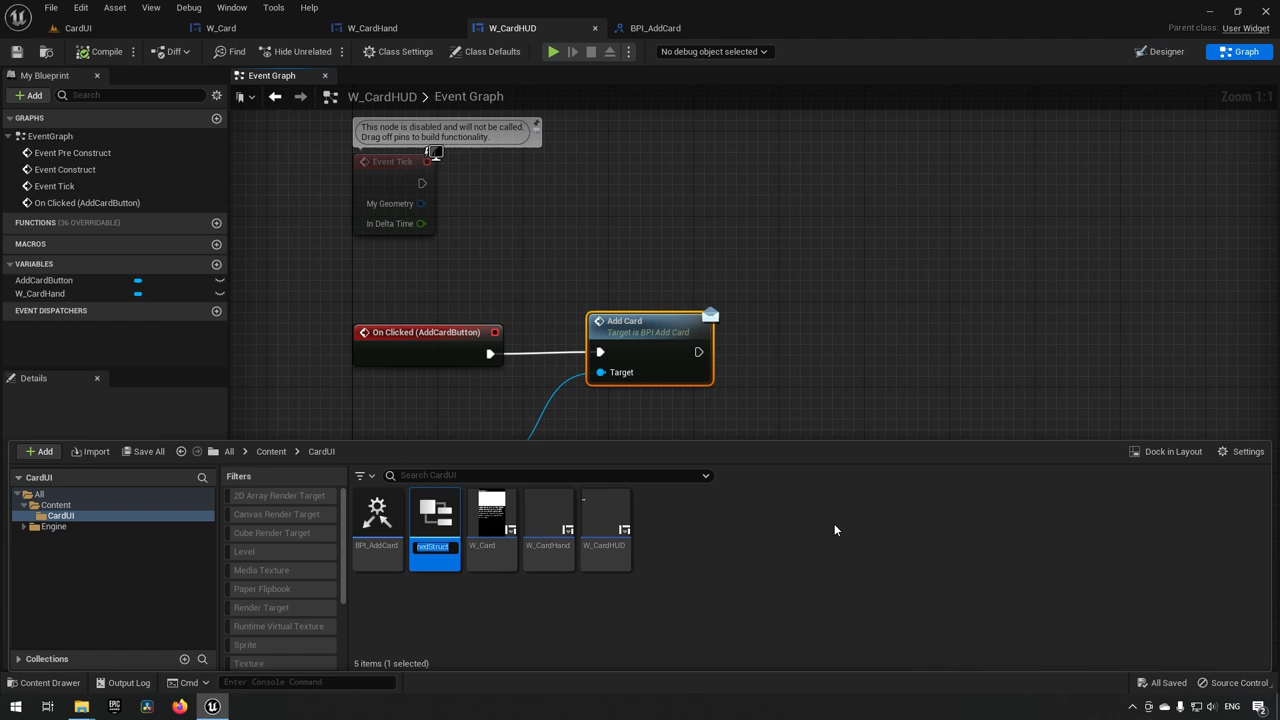 File Edit Asset View Debug Window Tools Help
CardUI W_Card W_CardHand W_CardHUD BPI_AddCard Parent class: User Widget
Compile Diff Find Hide Unrelated Class Settings Class Defaults No debug object selected Designer Graph
My Blueprint
Event Graph
+ Add Search
W_CardHUD > Event Graph Zoom 1:1
GRAPHS
EventGraph
Event Pre Construct
Event Construct
Event Tick
On Clicked (AddCardButton)
FUNCTIONS (36 OVERRIDABLE)
MACROS
VARIABLES
AddCardButton
W_CardHand
EVENT DISPATCHERS
Details
This node is disabled and will not be called.
Drag off pins to build functionality.
Event Tick
My Geometry
In Delta Time
On Clicked (AddCardButton)
Add Card
Target is BPI Add Card
Target
+ Add Import Save All All > Content > CardUI Dock in Layout Settings
CardUI
All
Content
CardUI
Engine
Collections
Filters
2D Array Render Target
Canvas Render Target
Cube Render Target
Level
Media Texture
Paper Flipbook
Render Target
Runtime Virtual Texture
Sprite
Texture
Search CardUI
BPI_AddCard nedStruct W_Card W_CardHand W_CardHUD
5 items (1 selected)
Content Drawer Output Log Cmd Enter Console Command All Saved Source Control
ENG